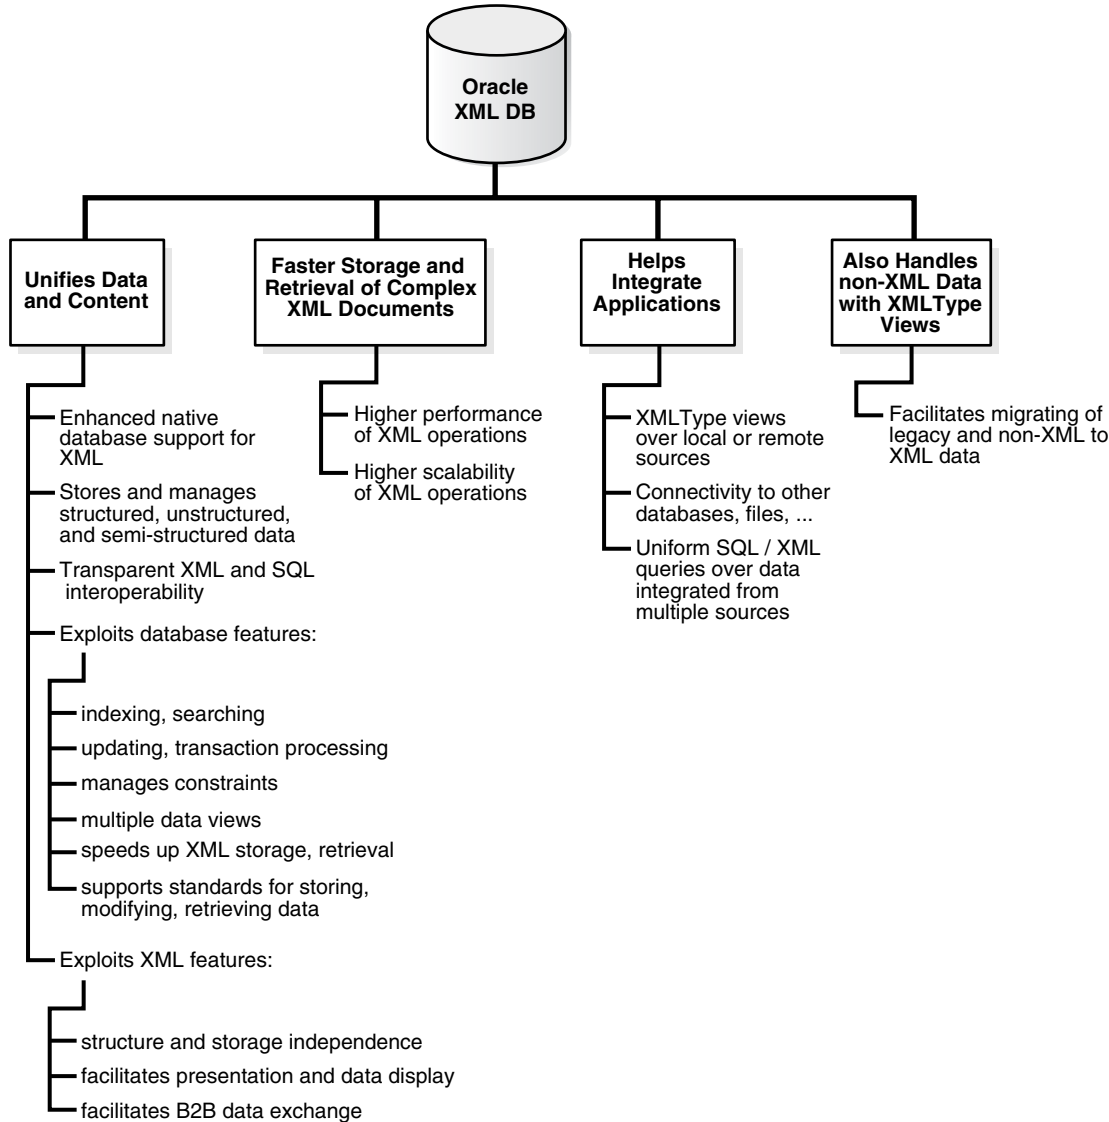 Oracle
XML DB
Unifies Data
and Content
Faster Storage and
Retrieval of Complex
XML Documents
Helps
Integrate
Applications
Also Handles
non-XML Data
with XMLType
Views
Enhanced native
database support for
XML
Stores and manages
structured, unstructured,
and semi-structured data
Transparent XML and SQL
interoperability
Exploits database features:
indexing, searching
updating, transaction processing
manages constraints
multiple data views
speeds up XML storage, retrieval
supports standards for storing,
modifying, retrieving data
Exploits XML features:
structure and storage independence
facilitates presentation and data display
facilitates B2B data exchange
Higher performance
of XML operations
Higher scalability
of XML operations
XMLType views
over local or remote
sources
Connectivity to other
databases, files, ...
Uniform SQL / XML
queries over data
integrated from
multiple sources
Facilitates migrating of
legacy and non-XML to
XML data